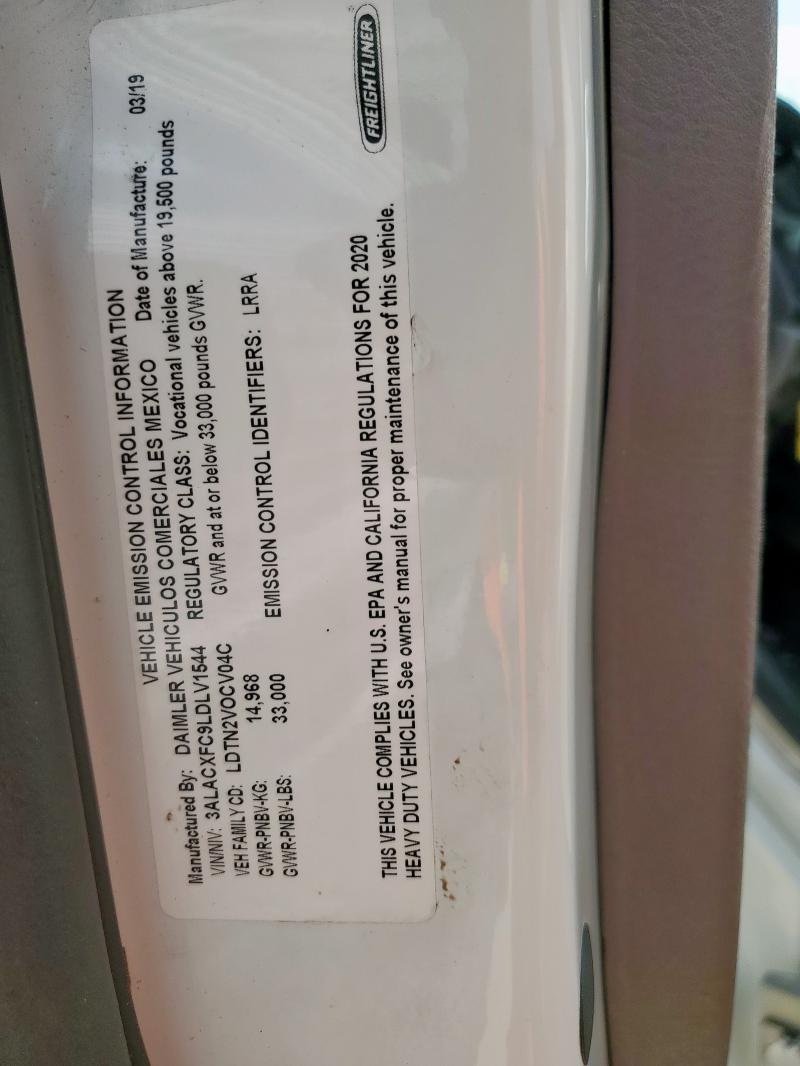 FREIGHTLINER
VEHICLE EMISSION CONTROL INFORMATION
Manufactured By: DAIMLER VEHICULOS COMERCIALES MEXICO Date of Manufacture: 03/19
VIN/NIV: 3ALACXFC9LDLV1544 REGULATORY CLASS: Vocational vehicles above 19,500 pounds
VEH FAMILY CD: LDTN2VOCV04C GVWR and at or below 33,000 pounds GVWR.
GVWR-PNBV-KG: 14,968
GVWR-PNBV-LBS: 33,000 EMISSION CONTROL IDENTIFIERS: LRRA
THIS VEHICLE COMPLIES WITH U.S. EPA AND CALIFORNIA REGULATIONS FOR 2020
HEAVY DUTY VEHICLES. See owner's manual for proper maintenance of this vehicle.